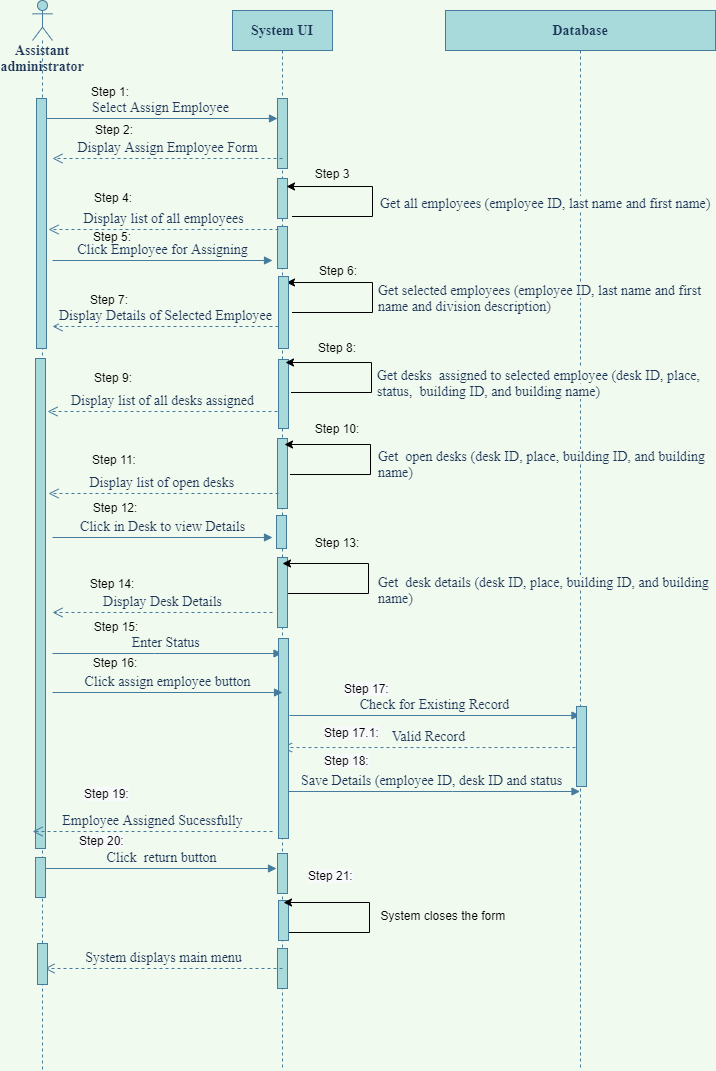 System UI
Database
Assistant
administrator
Step 1:
Select Assign Employee
Step 2:
Display Assign Employee Form
Step 3
Get all employees (employee ID, last name and first name)
Step 4:
Display list of all employees
Step 5:
Click Employee for Assigning
Step 6:
Get selected employees (employee ID, last name and first
name and division description)
Step 7:
Display Details of Selected Employee
Step 8:
Get desks  assigned to selected employee (desk ID, place,
status,  building ID, and building name)
Step 9:
Display list of all desks assigned
Step 10:
Get  open desks (desk ID, place, building ID, and building
name)
Step 11:
Display list of open desks
Step 12:
Click in Desk to view Details
Step 13:
Get  desk details (desk ID, place, building ID, and building
name)
Step 14:
Display Desk Details
Step 15:
Enter Status
Step 16:
Click assign employee button
Step 17:
Check for Existing Record
Step 17.1:
Valid Record
Step 18:
Save Details (employee ID, desk ID and status
Step 19:
Employee Assigned Sucessfully
Step 20:
Click  return button
Step 21:
System closes the form
System displays main menu